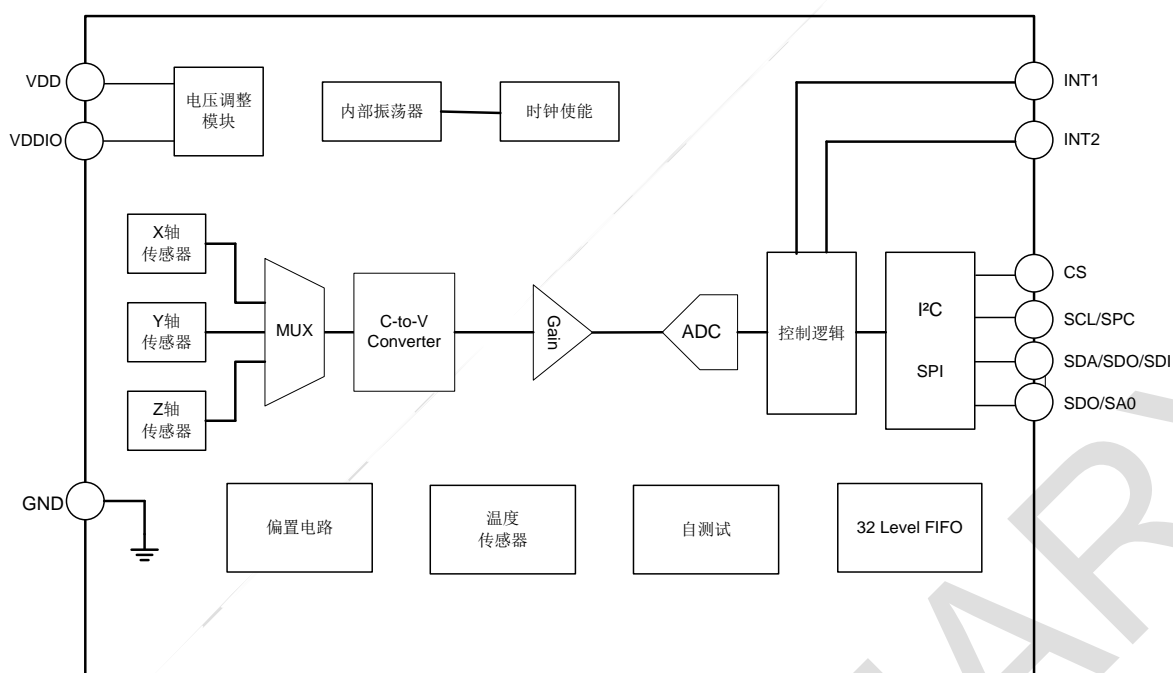 VDD
电压调整
模块
VDDIO
内部振荡器
时钟使能
INT1
INT2
X轴
传感器
Y轴
传感器
Z轴
传感器
MUX
C-to-V
Converter
Gain
ADC
控制逻辑
I²C
SPI
CS
SCL/SPC
SDA/SDO/SDI
SDO/SA0
GND
偏置电路
温度
传感器
自测试
32 Level FIFO